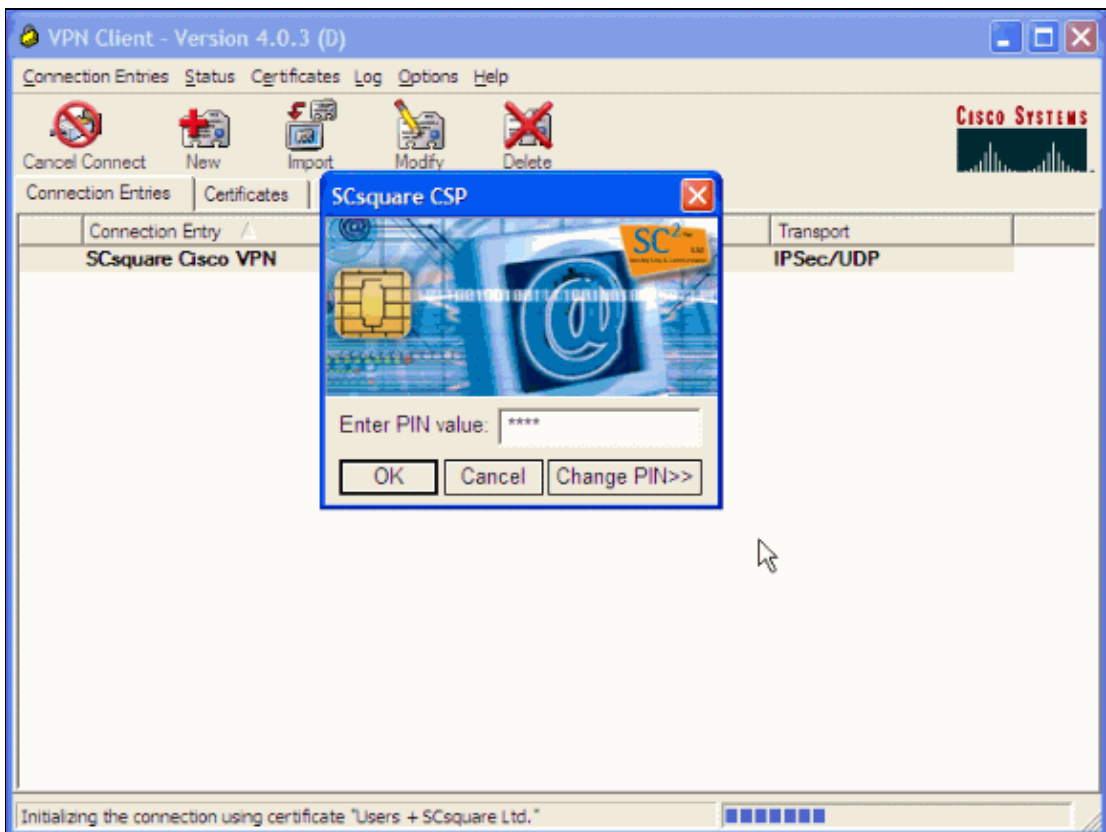 VPN Client - Version 4.0.3 (D)
Connection Entries Status Certificates Log Options Help
Cancel Connect New Import Modify Delete
CISCO SYSTEMS
Connection Entries Certificates
SCsquare CSP
SC²
Connection Entry
Transport
SCsquare Cisco VPN
IPSec/UDP
Enter PIN value: ****
OK Cancel Change PIN>>
Initializing the connection using certificate "Users + SCsquare Ltd."